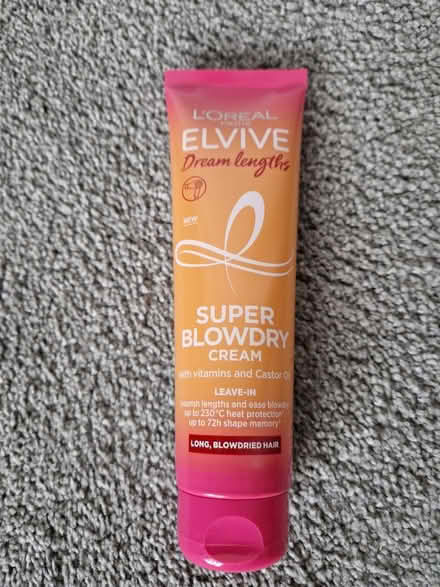 L'ORÉAL
PARIS
ELVIVE
Dream lengths
NEW
SUPER
BLOWDRY
CREAM
with vitamins and Castor Oil
LEAVE-IN
nourish lengths and ease blowdry
up to 230°C heat protection
up to 72h shape memory
LONG, BLOWDRIED HAIR